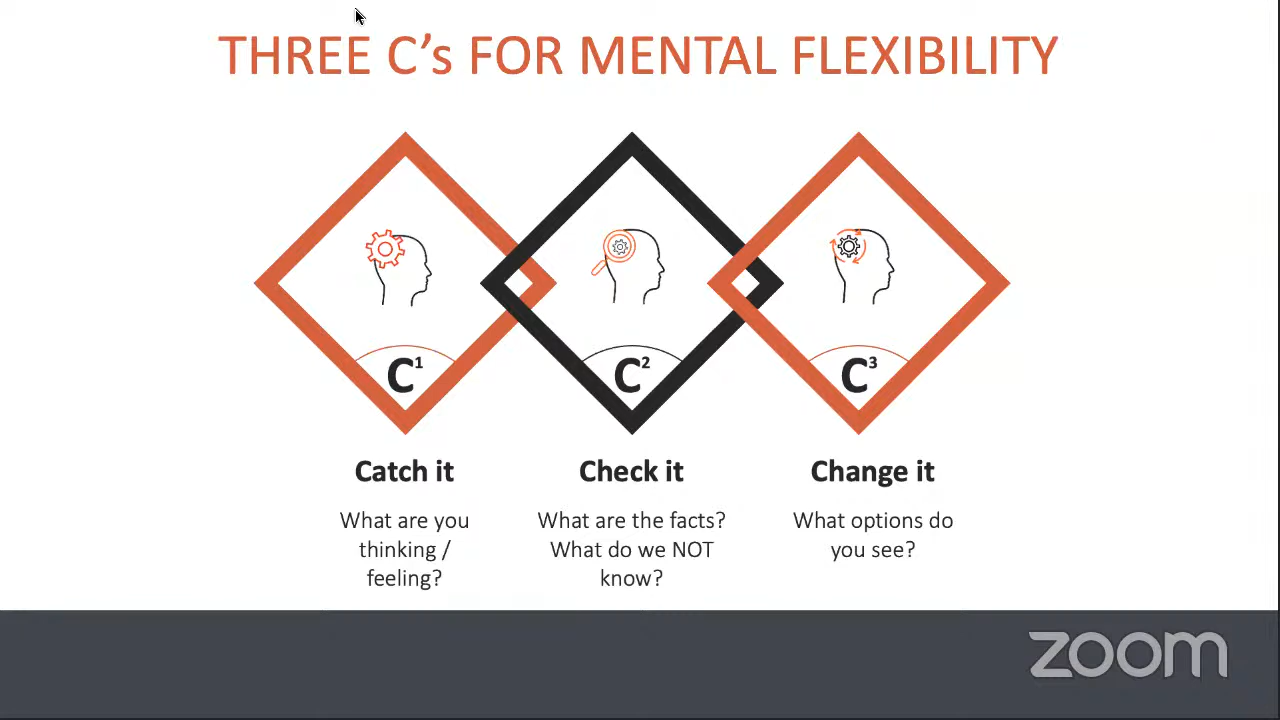 THREE C’s FOR MENTAL FLEXIBILITY
C¹
C²
C³
Catch it
Check it
Change it
What are you
thinking /
feeling?
What are the facts?
What do we NOT
know?
What options do
you see?
zoom